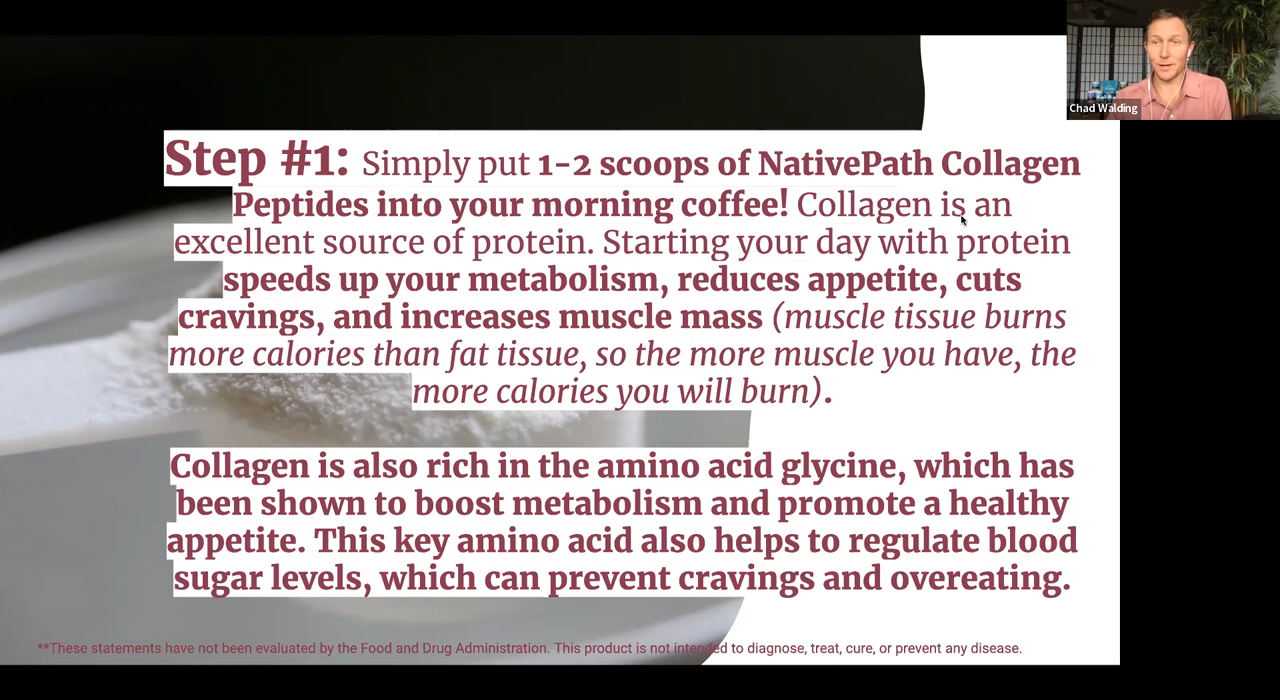 Chad Walding
Step #1: Simply put 1-2 scoops of NativePath Collagen
Peptides into your morning coffee! Collagen is an
excellent source of protein. Starting your day with protein
speeds up your metabolism, reduces appetite, cuts
cravings, and increases muscle mass (muscle tissue burns
more calories than fat tissue, so the more muscle you have, the
more calories you will burn).
Collagen is also rich in the amino acid glycine, which has
been shown to boost metabolism and promote a healthy
appetite. This key amino acid also helps to regulate blood
sugar levels, which can prevent cravings and overeating.
**These statements have not been evaluated by the Food and Drug Administration. This product is not intended to diagnose, treat, cure, or prevent any disease.